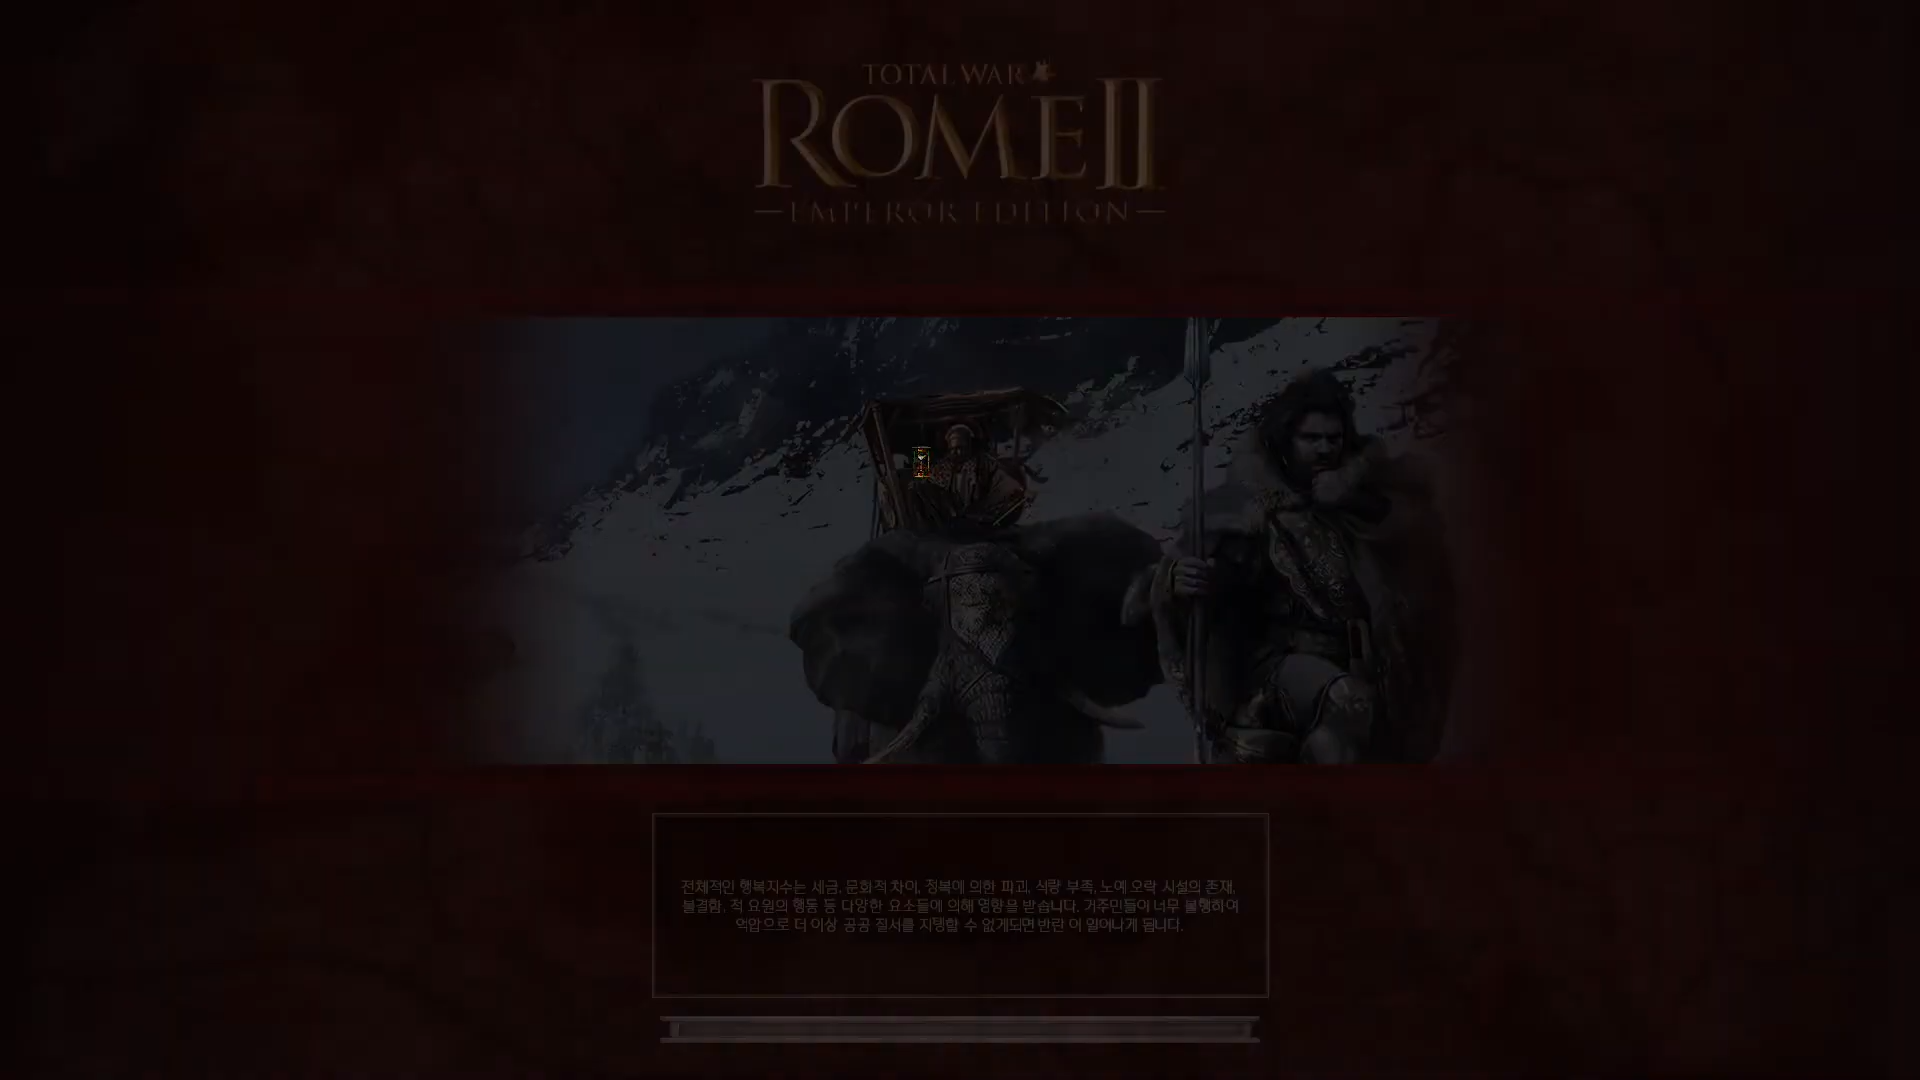 TOTAL WAR
ROME II
EMPEROR EDITION
전체적인 행복지수는 세금, 문화적 차이, 정복에 의한 파괴, 식량 부족, 노예 오락 시설의 존재,
불결함, 적 요원의 행동 등 다양한 요소들에 의해 영향을 받습니다. 거주민들이 너무 불행하여
억압으로 더 이상 공공 질서를 지탱할 수 없게되면 반란 이 일어나게 됩니다.